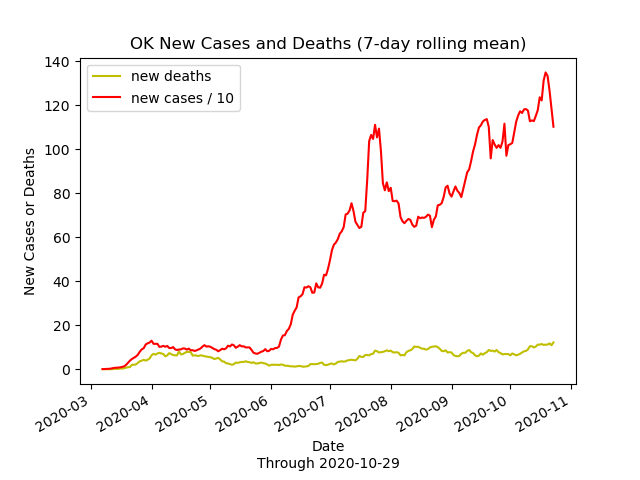 OK New Cases and Deaths (7-day rolling mean)
new deaths
new cases / 10
New Cases or Deaths
140
120
100
80
60
40
20
0
2020-03
2020-04
2020-05
2020-06
2020-07
2020-08
2020-09
2020-10
2020-11
Date
Through 2020-10-29